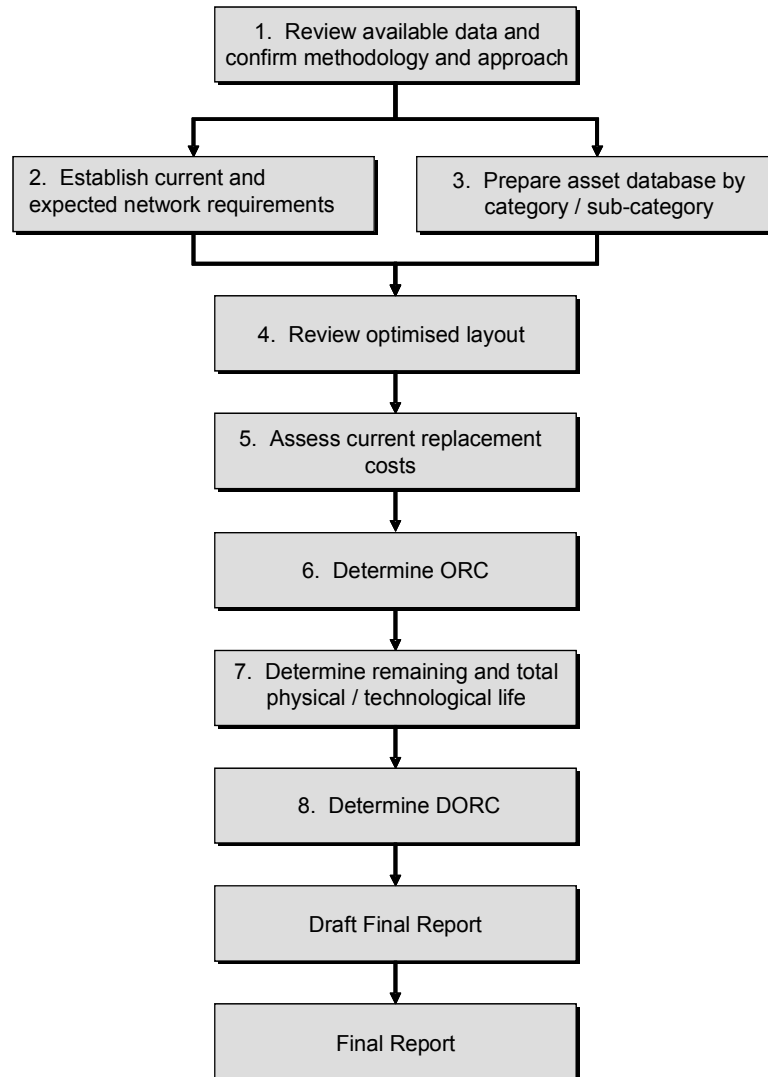 1. Review available data and
confirm methodology and approach
2. Establish current and
expected network requirements
3. Prepare asset database by
category / sub-category
4. Review optimised layout
5. Assess current replacement
costs
6. Determine ORC
7. Determine remaining and total
physical / technological life
8. Determine DORC
Draft Final Report
Final Report